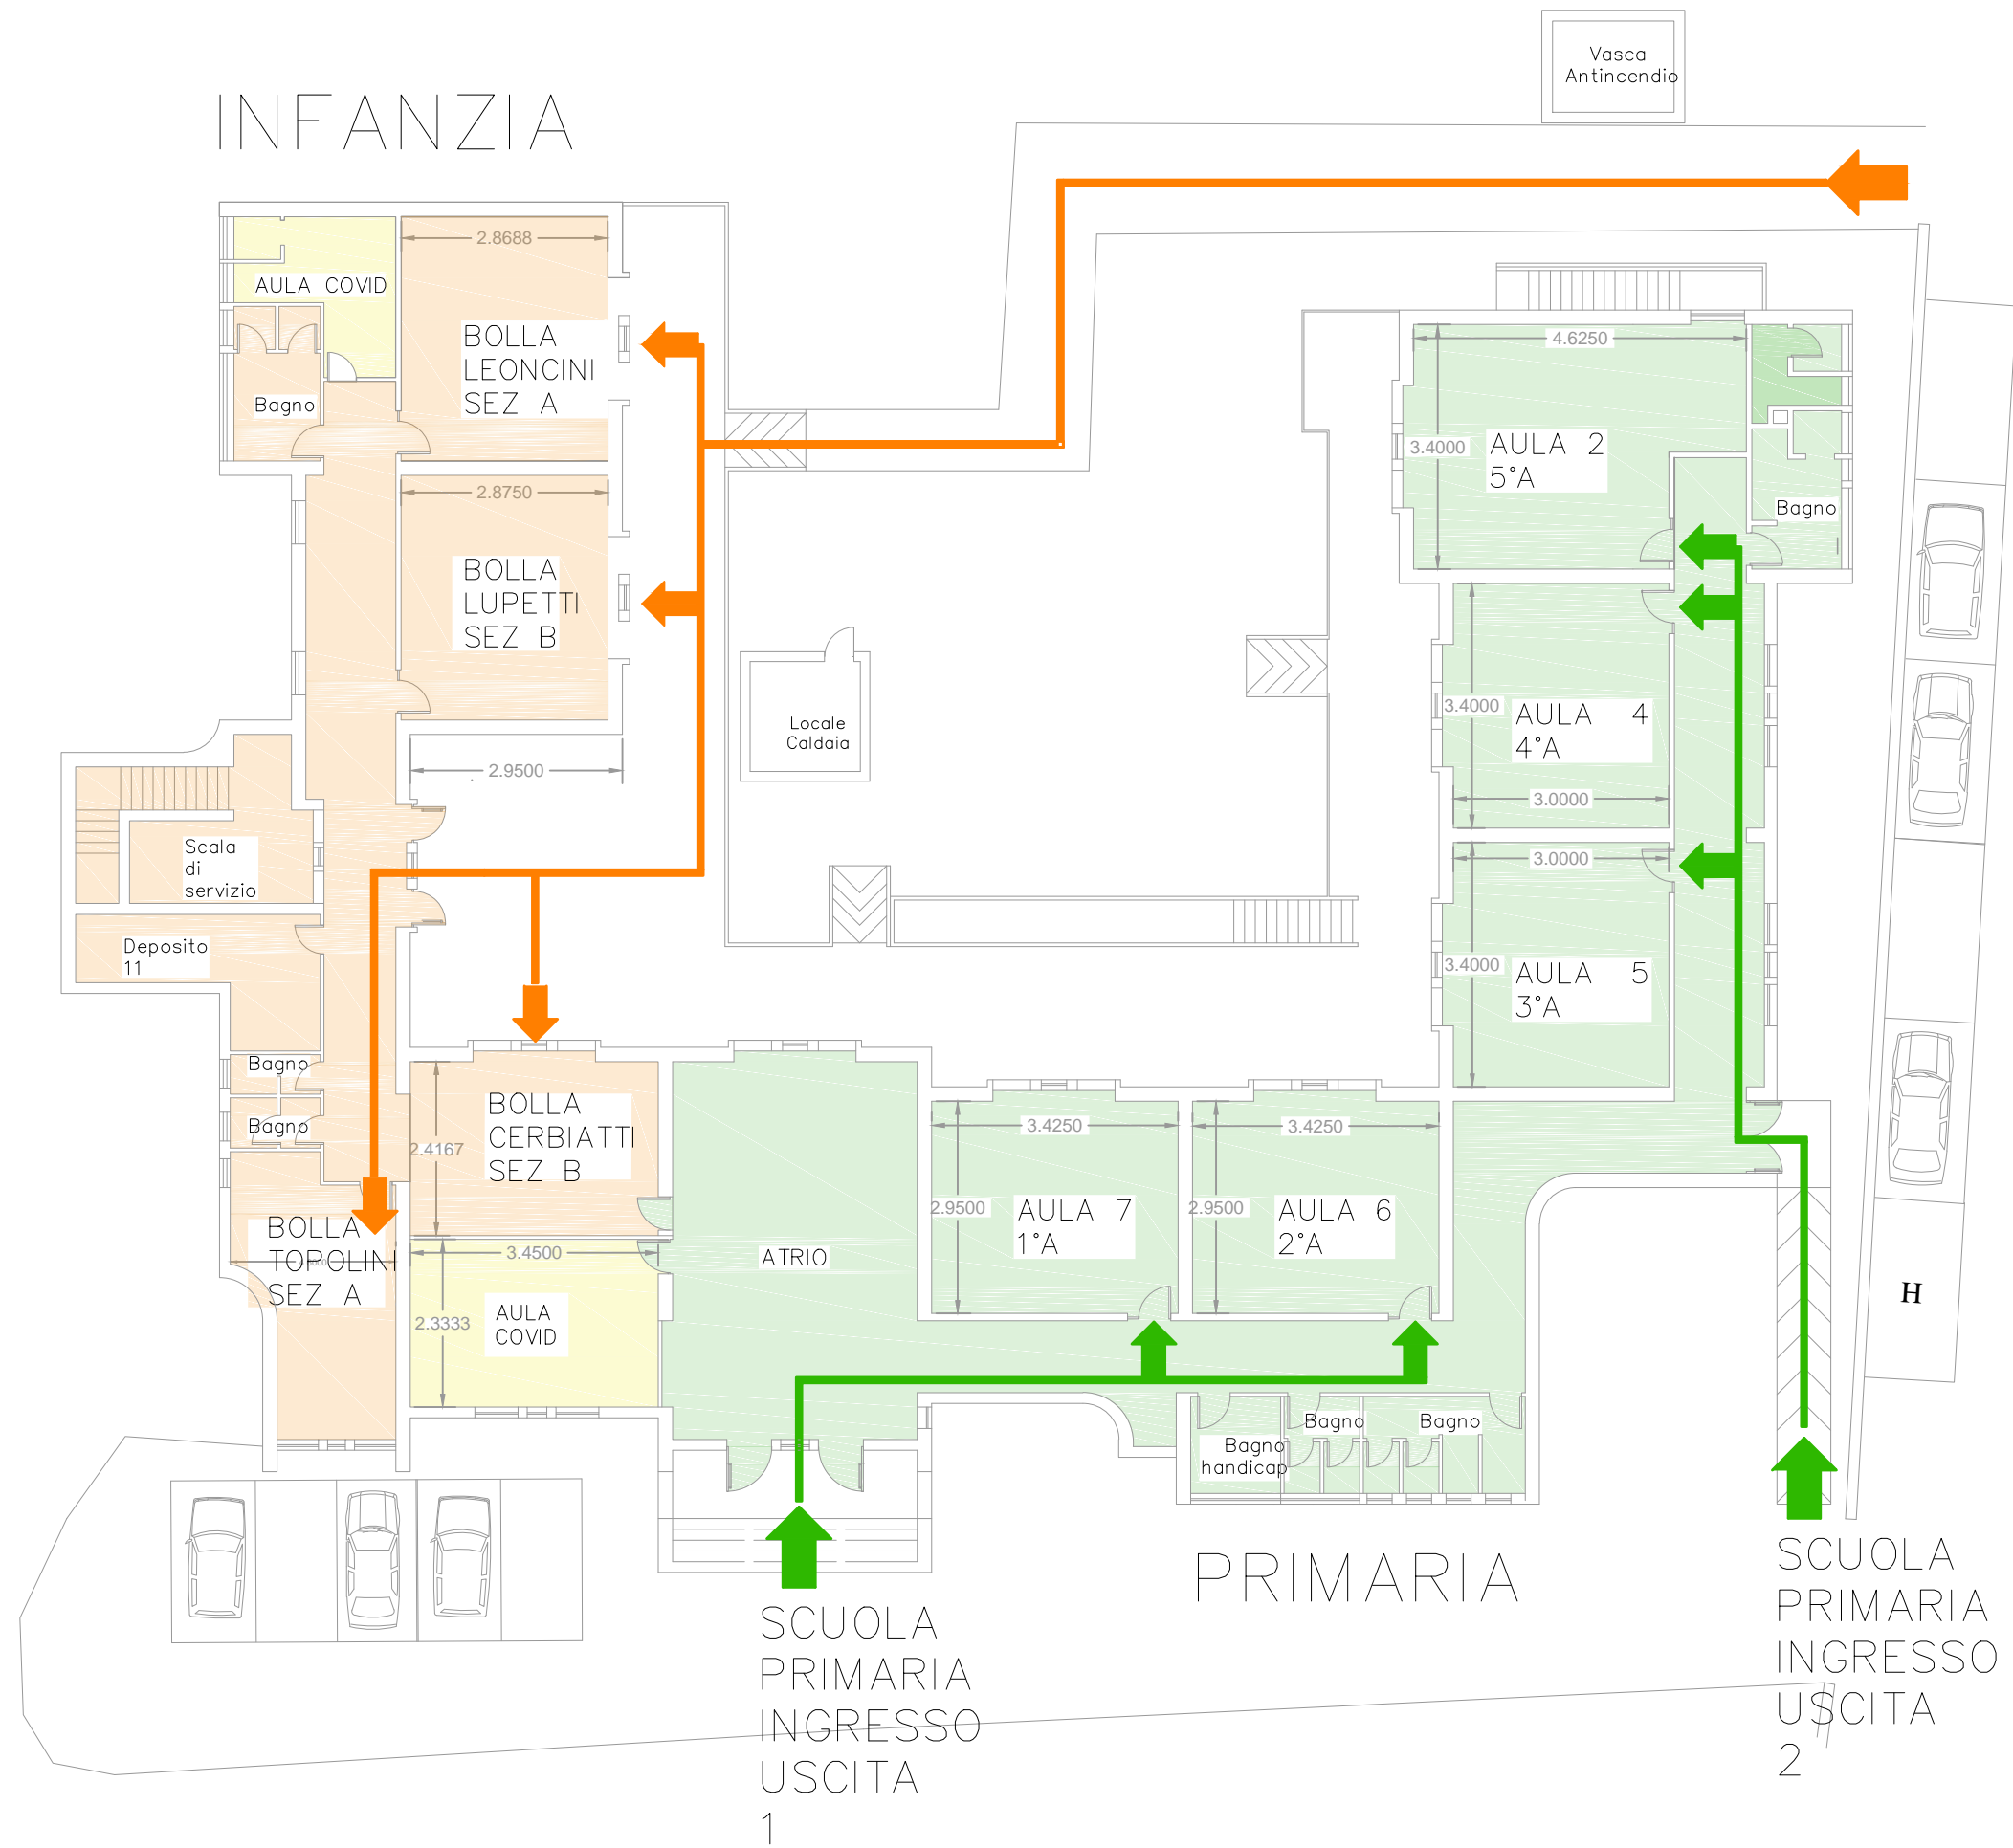 Vasca
Antincendio
INFANZIA
2.8688
AULA COVID
BOLLA
LEONCINI
SEZ A
Bagno
4.6250
3.4000
AULA 2
5°A
Bagno
2.8750
BOLLA
LUPETTI
SEZ B
Locale
Caldaia
2.9500
3.4000
AULA 4
4°A
3.0000
Scala
di
servizio
3.0000
Deposito
11
3.4000
AULA 5
3°A
Bagno
Bagno
BOLLA
CERBIATTI
SEZ B
2.4167
3.4250
3.4250
BOLLA
TOPOLINI
SEZ A
3.4500
ATRIO
2.9500
AULA 7
1°A
2.9500
AULA 6
2°A
H
2.3333
AULA
COVID
Bagno
handicap
Bagno
Bagno
PRIMARIA
SCUOLA
PRIMARIA
INGRESSO
USCITA
1
SCUOLA
PRIMARIA
INGRESSO
USCITA
2